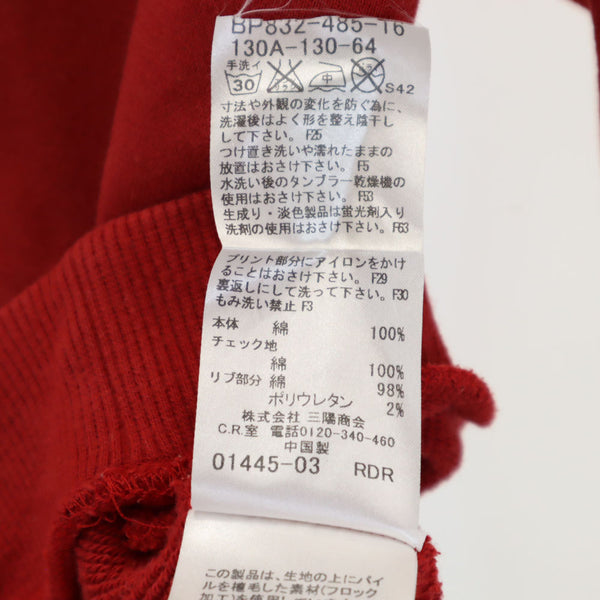 BP832-485-16
130A-130-64
手洗イ
30 S42
寸法や外観の変化を防ぐ為に、
洗濯後はよく形を整え陰干し
して下さい。F25
つけ置き洗いや濡れたままの
放置はおさけ下さい。F5
水洗い後のタンブラー乾燥機の
使用はおさけ下さい。F53
生成り・淡色製品は蛍光剤入り
洗剤の使用はおさけ下さい。F63
プリント部分にアイロンをかけ
ることはおさけ下さい。F29
裏返しにして洗って下さい。F30
もみ洗い禁止 F3
本体 綿 100%
チェック地
綿 100%
リブ部分 綿 98%
ポリウレタン 2%
株式会社 三陽商会
C.R.室 電話0120-340-460
中国製
01445-03 RDR
この製品は、生地の上にパイ
ルを植毛した素材(フロック
加工)を使用